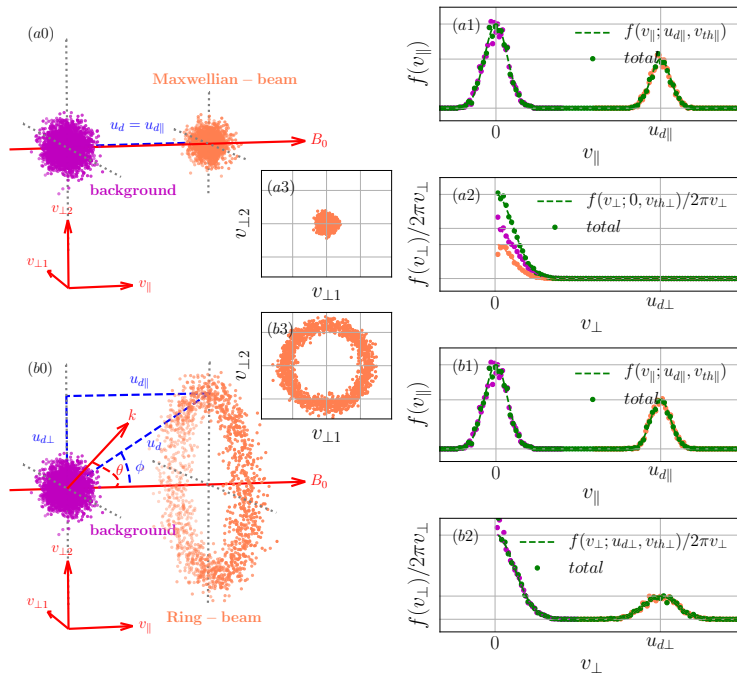 (a0)
Maxwellian – beam
u_d = u_{d∥}
B_0
background
v_{⊥2}
v_{⊥1}
v_∥
(a3)
v_{⊥2}
v_{⊥1}
(a1)
f(v_∥; u_{d∥}, v_{th∥})
total
f(v_∥)
0
u_{d∥}
v_∥
(a2)
f(v_⊥; 0, v_{th⊥})/2πv_⊥
total
f(v_⊥)/2πv_⊥
0
u_{d⊥}
v_⊥
(b0)
u_{d∥}
k
u_{d⊥}
u_d
θ
ϕ
B_0
background
v_{⊥2}
v_{⊥1}
v_∥
Ring – beam
(b3)
v_{⊥2}
v_{⊥1}
(b1)
f(v_∥; u_{d∥}, v_{th∥})
total
f(v_∥)
0
u_{d∥}
v_∥
(b2)
f(v_⊥; u_{d⊥}, v_{th⊥})/2πv_⊥
total
f(v_⊥)/2πv_⊥
0
u_{d⊥}
v_⊥